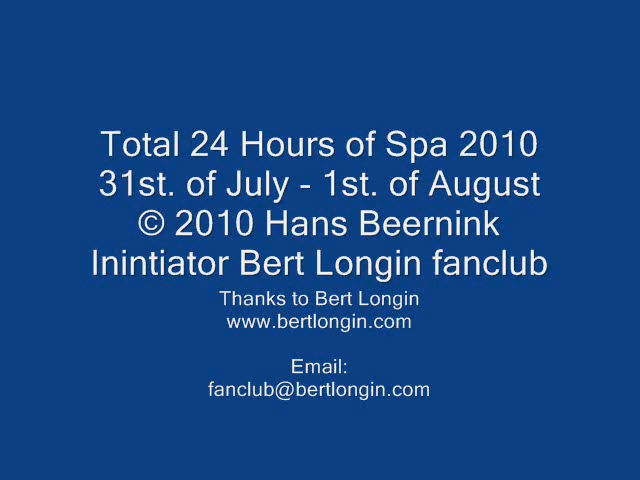 Total 24 Hours of Spa 2010
31st. of July - 1st. of August
© 2010 Hans Beernink
Inintiator Bert Longin fanclub
Thanks to Bert Longin
www.bertlongin.com
Email:
fanclub@bertlongin.com